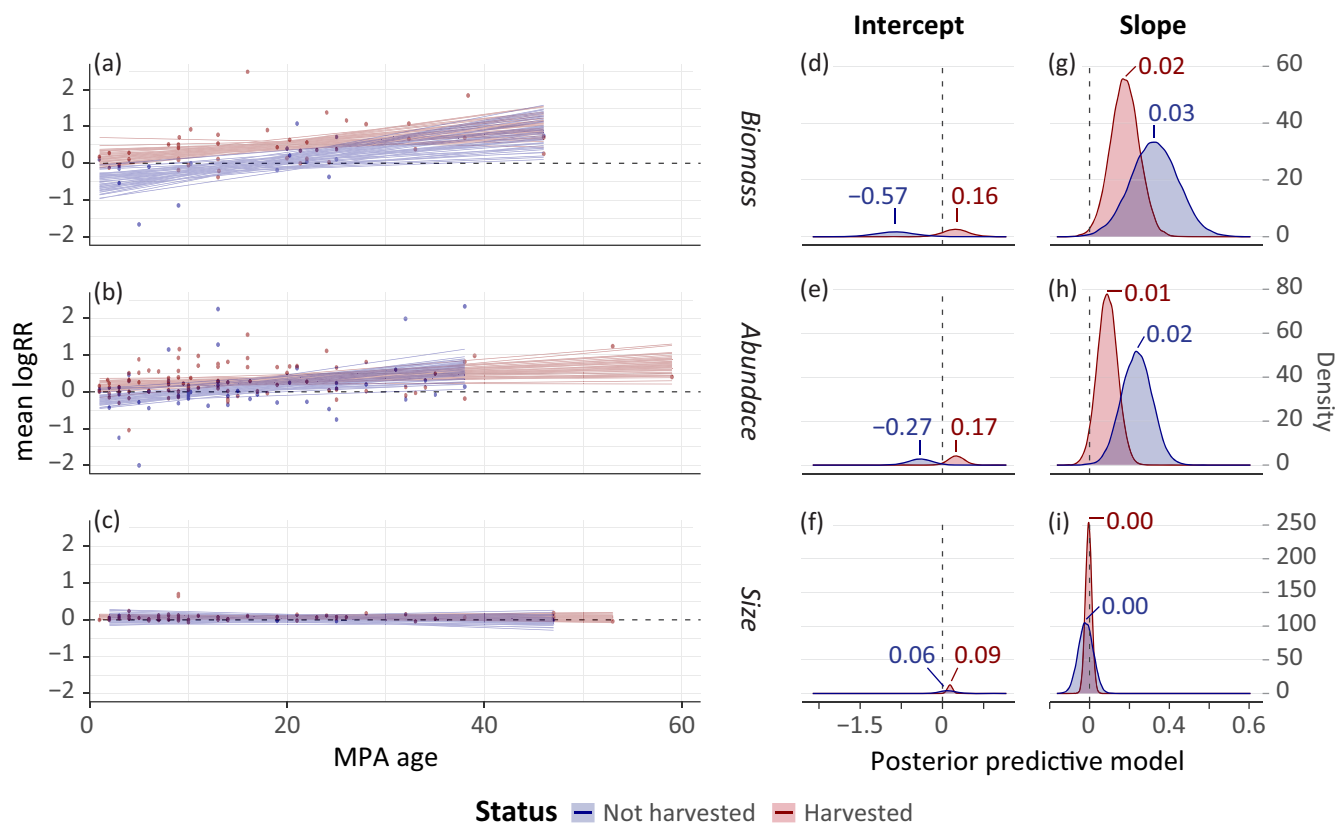 Intercept Slope
(a)
2
1
0
−1
−2
(d)
−0.57
0.16
Biomass
(g)
0.02
0.03
60
40
20
0
(b)
2
1
0
−1
−2
mean logRR
(e)
−0.27
0.17
Abundace
(h)
0.01
0.02
80
60
40
20
0
Density
(c)
2
1
0
−1
−2
(f)
0.06
0.09
Size
(i)
0.00
0.00
250
200
150
100
50
0
0 20 40 60
−1.5 0
0 0.4 0.6
MPA age
Posterior predictive model
Status Not harvested Harvested